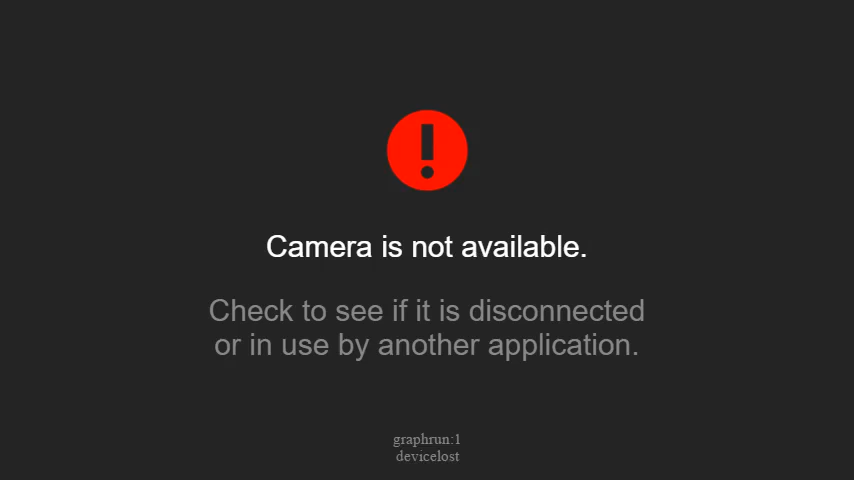 Camera is not available.
Check to see if it is disconnected
or in use by another application.
graphrun:1
devicelost